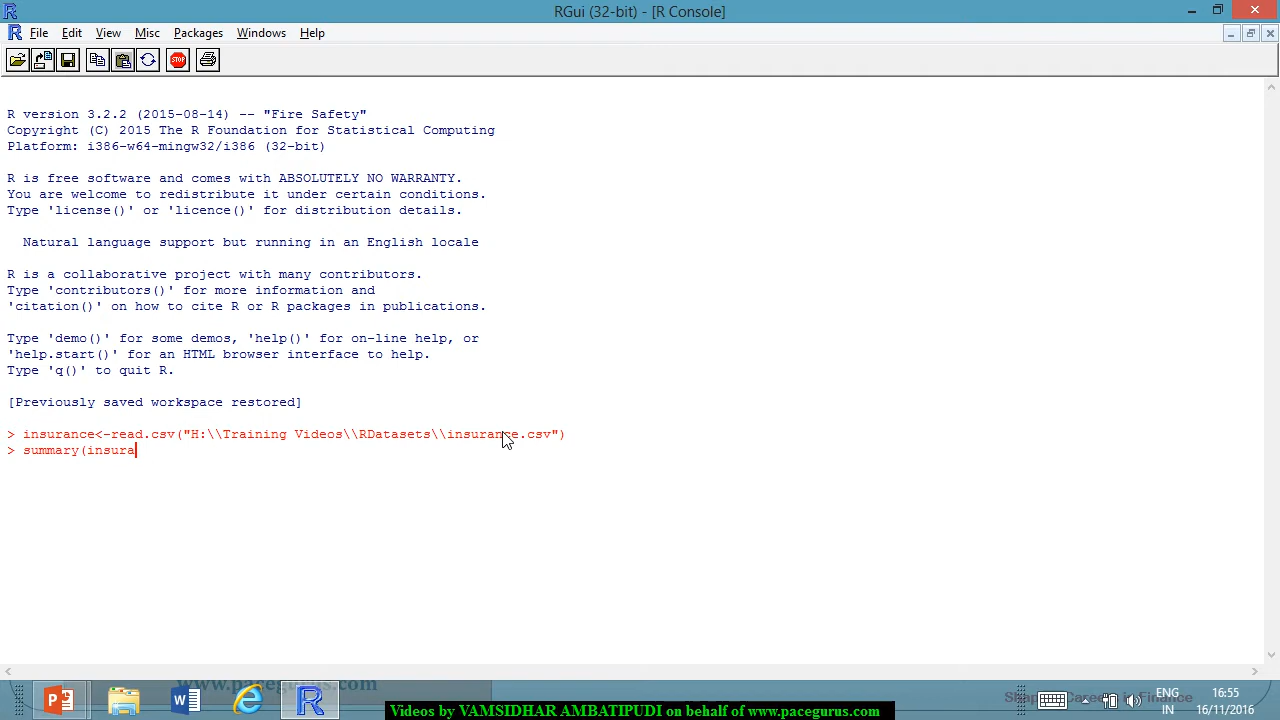 RGui (32-bit) - [R Console]
File Edit View Misc Packages Windows Help
STOP
R version 3.2.2 (2015-08-14) -- "Fire Safety"
Copyright (C) 2015 The R Foundation for Statistical Computing
Platform: i386-w64-mingw32/i386 (32-bit)
R is free software and comes with ABSOLUTELY NO WARRANTY.
You are welcome to redistribute it under certain conditions.
Type 'license()' or 'licence()' for distribution details.
Natural language support but running in an English locale
R is a collaborative project with many contributors.
Type 'contributors()' for more information and
'citation()' on how to cite R or R packages in publications.
Type 'demo()' for some demos, 'help()' for on-line help, or
'help.start()' for an HTML browser interface to help.
Type 'q()' to quit R.
[Previously saved workspace restored]
> insurance<-read.csv("H:\\Training Videos\\RDatasets\\insurance.csv")
> summary(insura
www.pacegurus.com
in Finance
ENG
IN
16:55
16/11/2016
Videos by VAMSIDHAR AMBATIPUDI on behalf of www.pacegurus.com